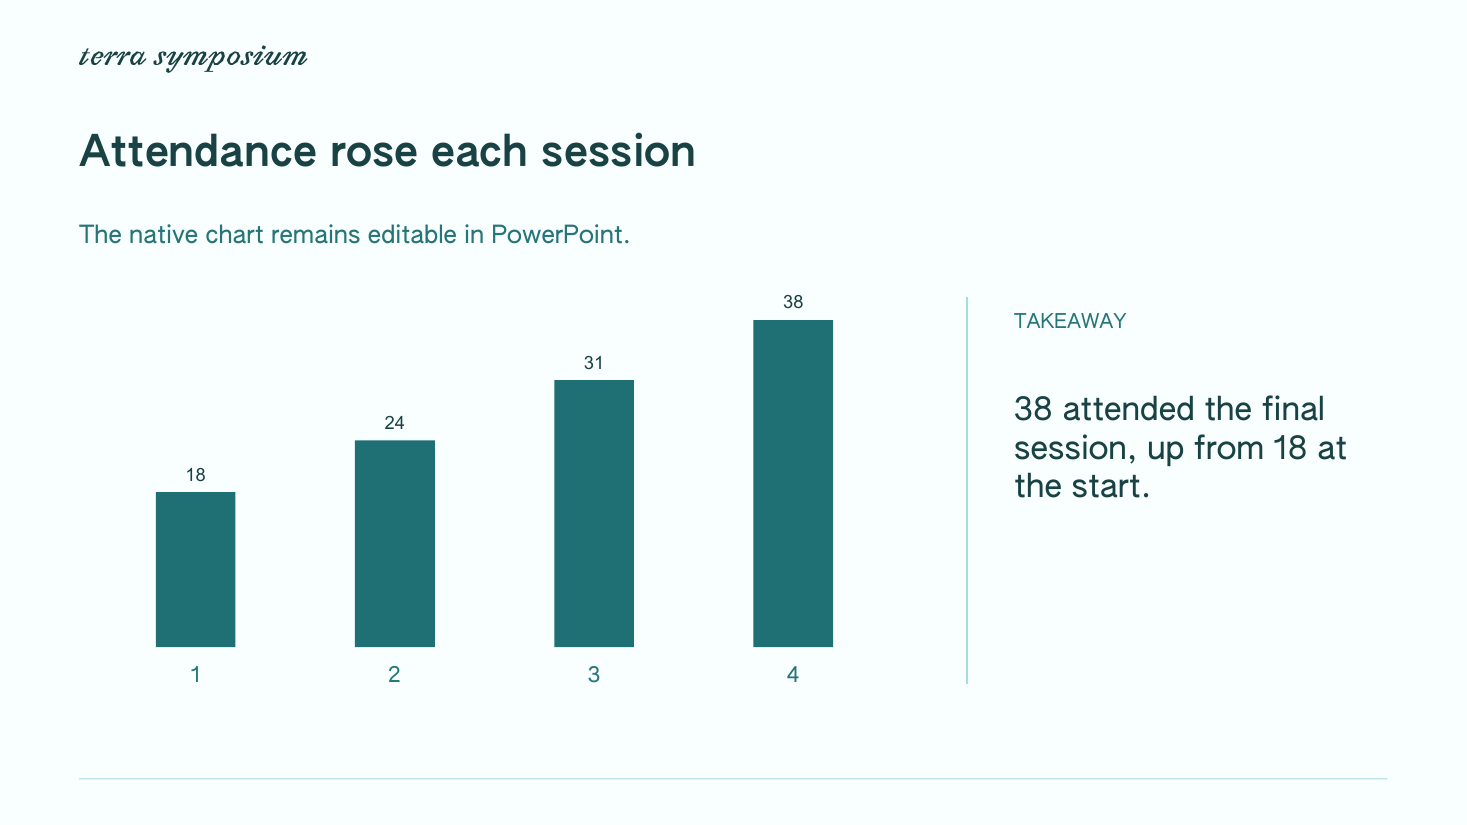 terra symposium
Attendance rose each session
The native chart remains editable in PowerPoint.
18
24
31
38
1
2
3
4
TAKEAWAY
38 attended the final
session, up from 18 at
the start.